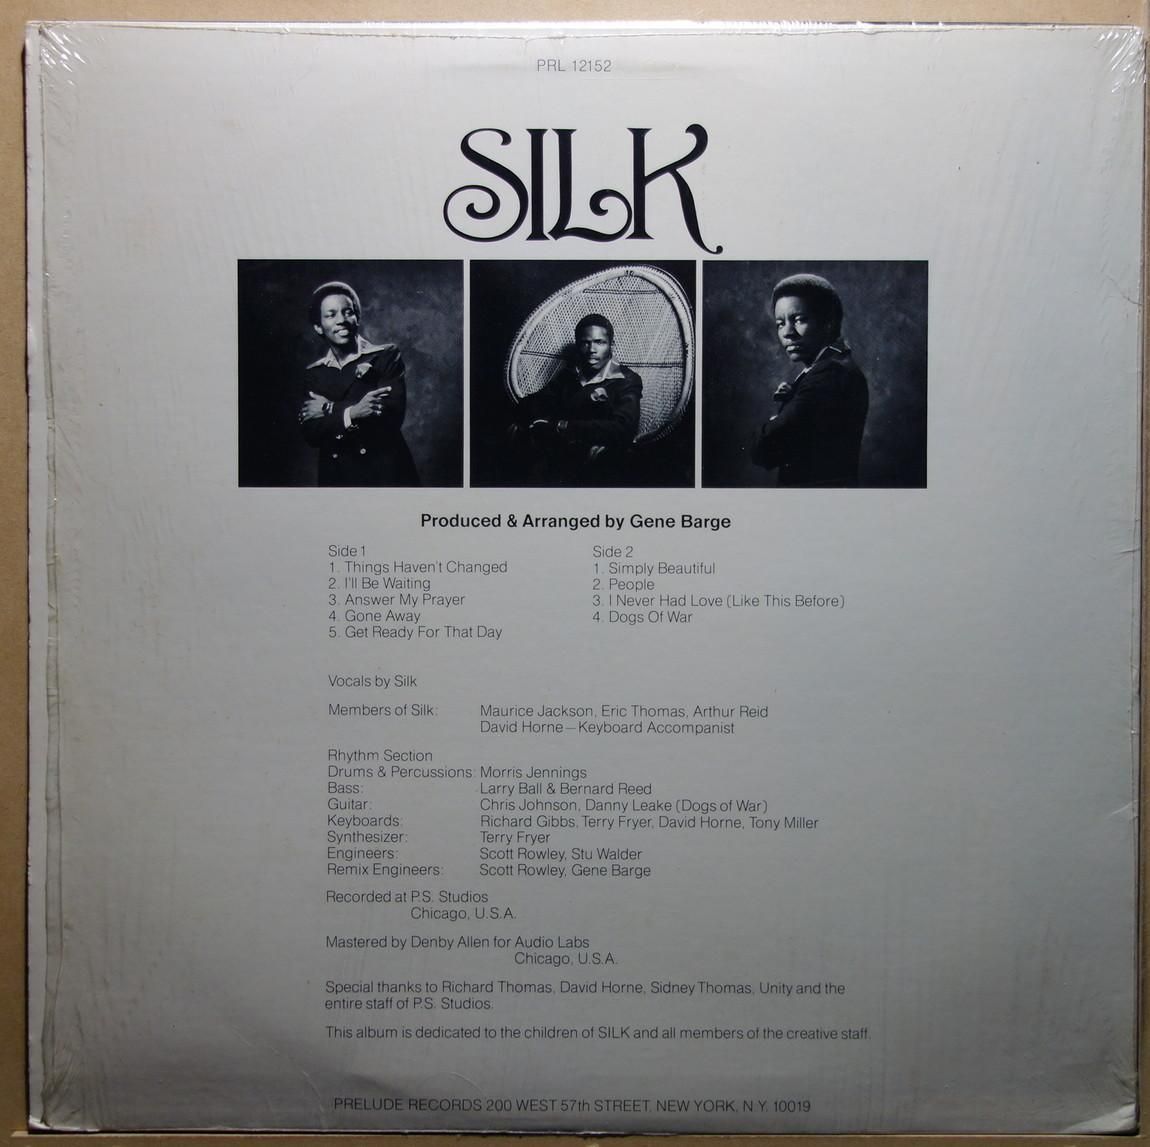 PRL 12152
SILK
Produced & Arranged by Gene Barge
Side 1
1. Things Haven't Changed
2. I'll Be Waiting
3. Answer My Prayer
4. Gone Away
5. Get Ready For That Day
Side 2
1. Simply Beautiful
2. People
3. I Never Had Love (Like This Before)
4. Dogs Of War
Vocals by Silk
Members of Silk: Maurice Jackson, Eric Thomas, Arthur Reid
David Horne—Keyboard Accompanist
Rhythm Section
Drums & Percussions: Morris Jennings
Bass: Larry Ball & Bernard Reed
Guitar: Chris Johnson, Danny Leake (Dogs of War)
Keyboards: Richard Gibbs, Terry Fryer, David Horne, Tony Miller
Synthesizer: Terry Fryer
Engineers: Scott Rowley, Stu Walder
Remix Engineers: Scott Rowley, Gene Barge
Recorded at P.S. Studios
Chicago, U.S.A.
Mastered by Denby Allen for Audio Labs
Chicago, U.S.A.
Special thanks to Richard Thomas, David Horne, Sidney Thomas, Unity and the
entire staff of P.S. Studios.
This album is dedicated to the children of SILK and all members of the creative staff.
PRELUDE RECORDS 200 WEST 57th STREET, NEW YORK, N.Y. 10019